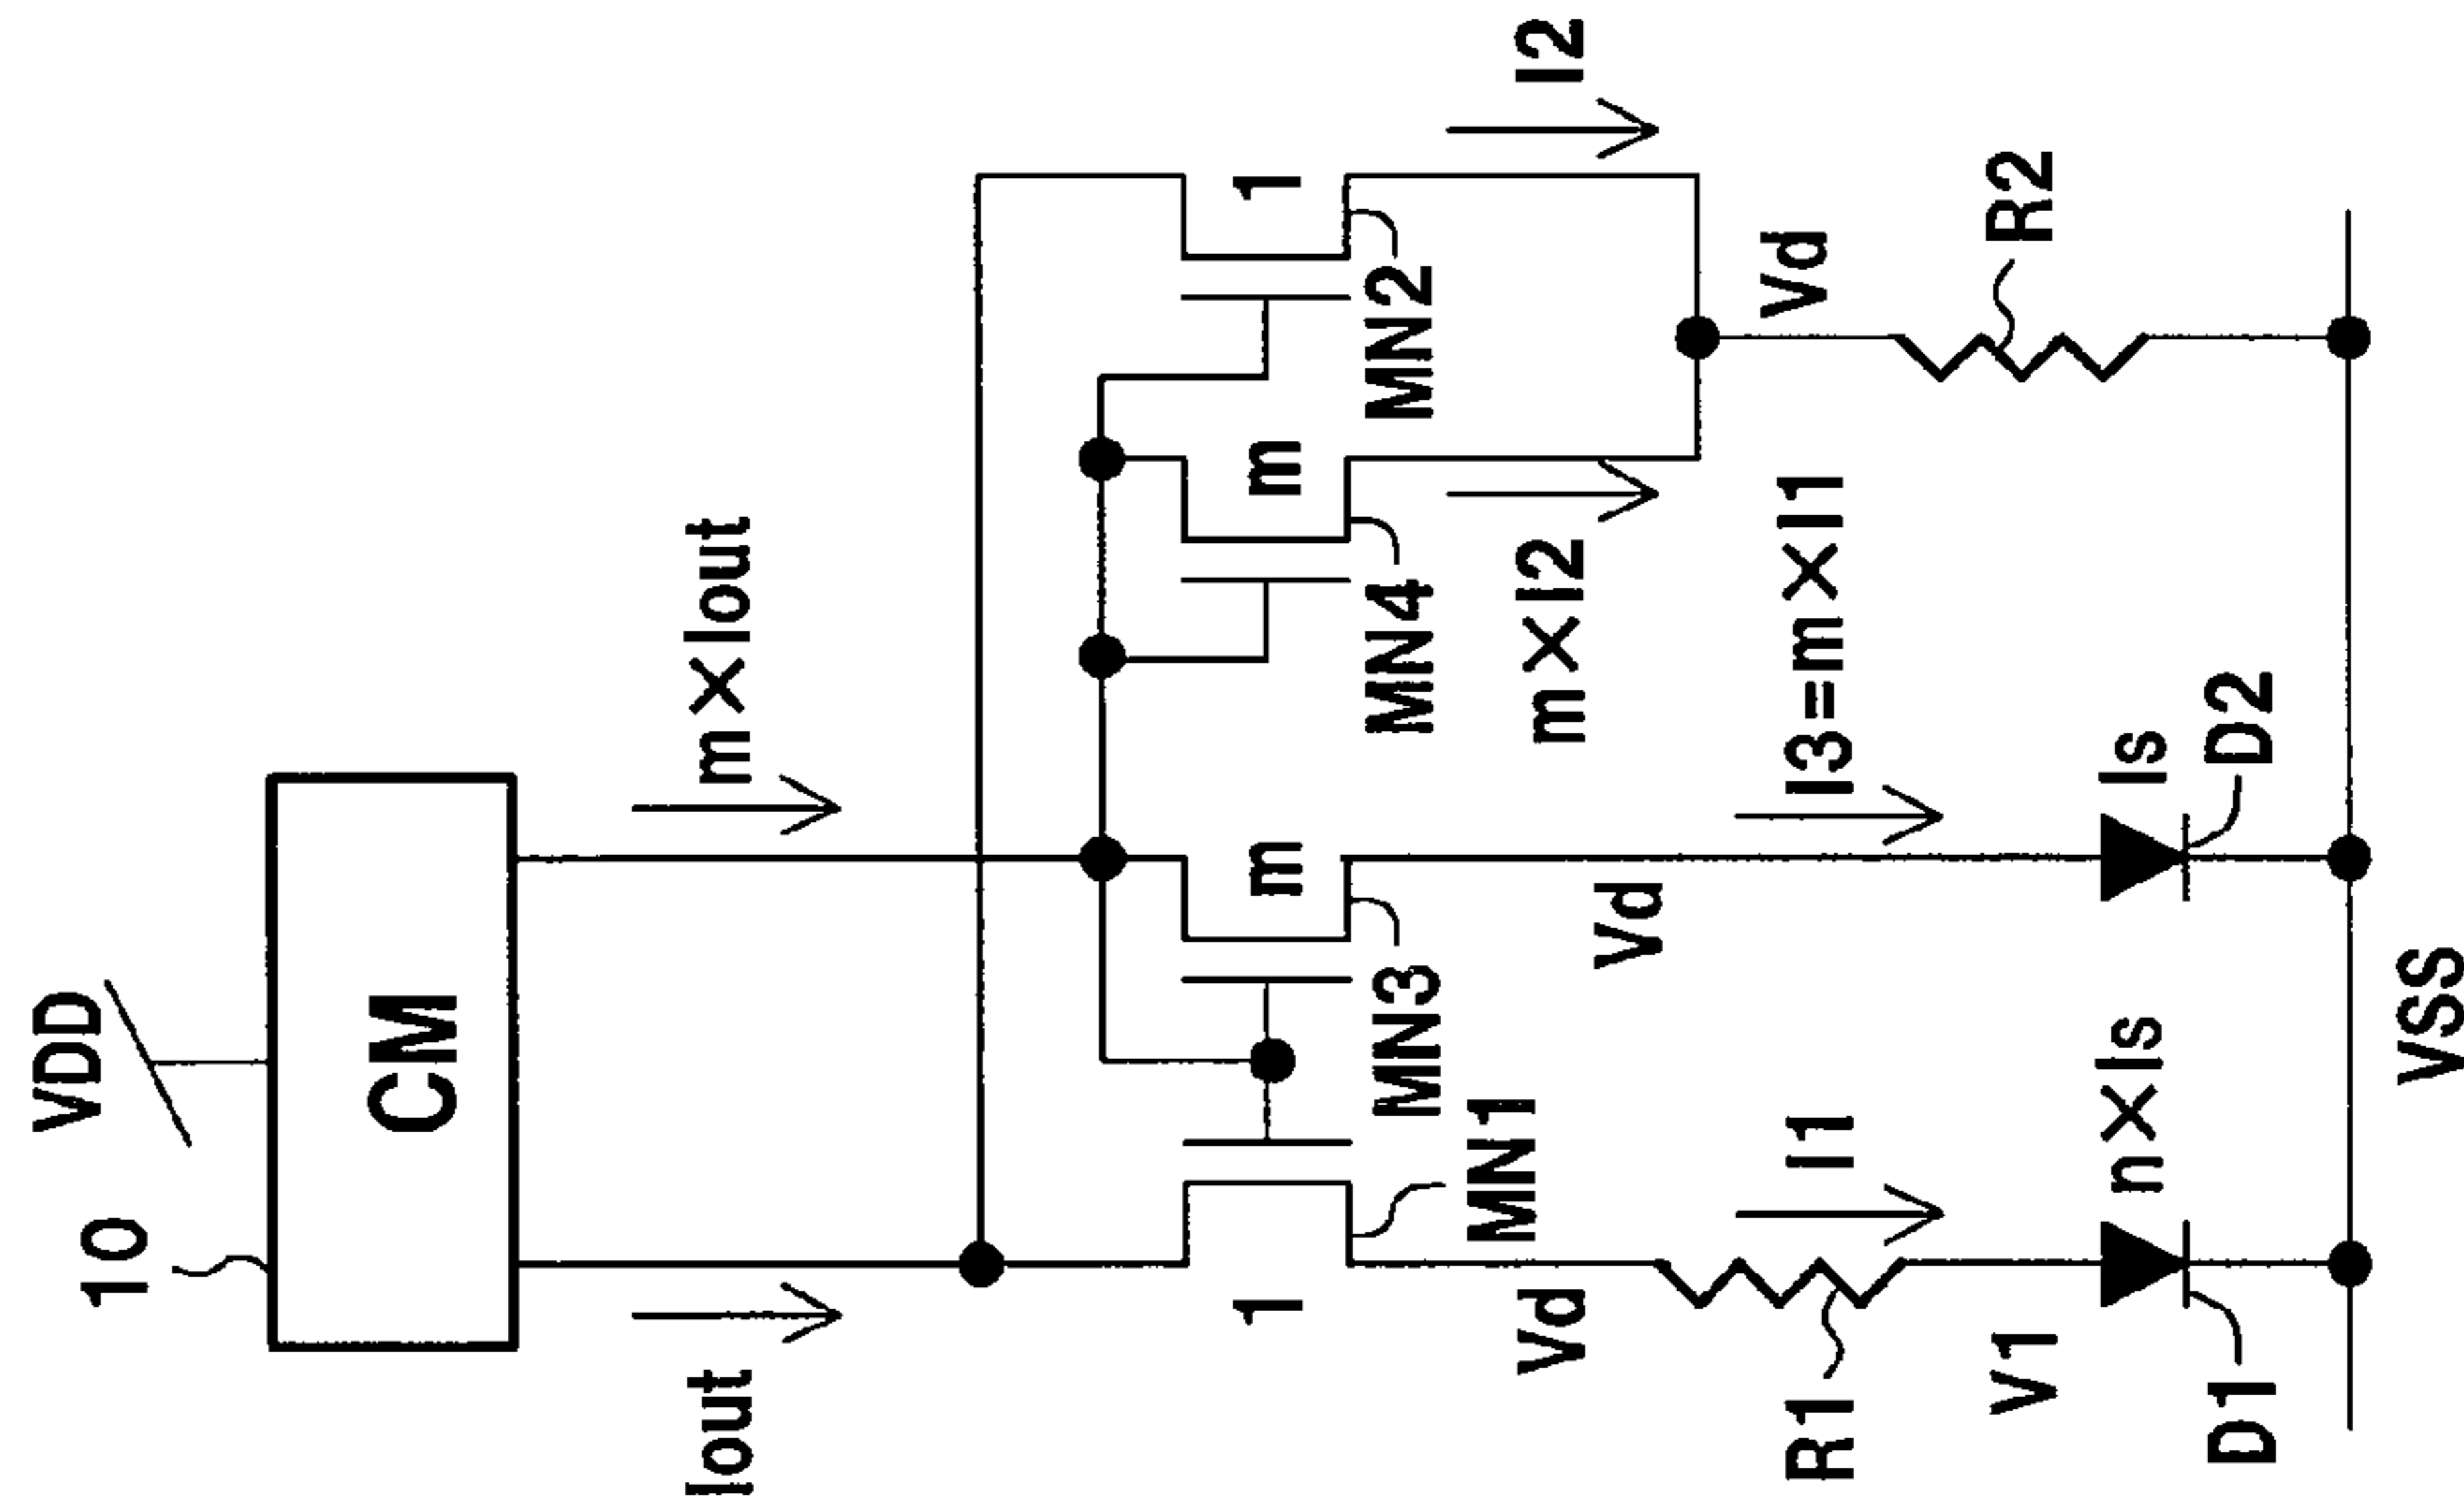 VDD
10
CM
Iout
m×Iout
1
m
m
1
MN1
MN3
MN4
MN2
m×I2
I2
Vd
Vd
Vd
R1
I1
I3=m×I1
R2
V1
n×Is
Is
D1
D2
VSS